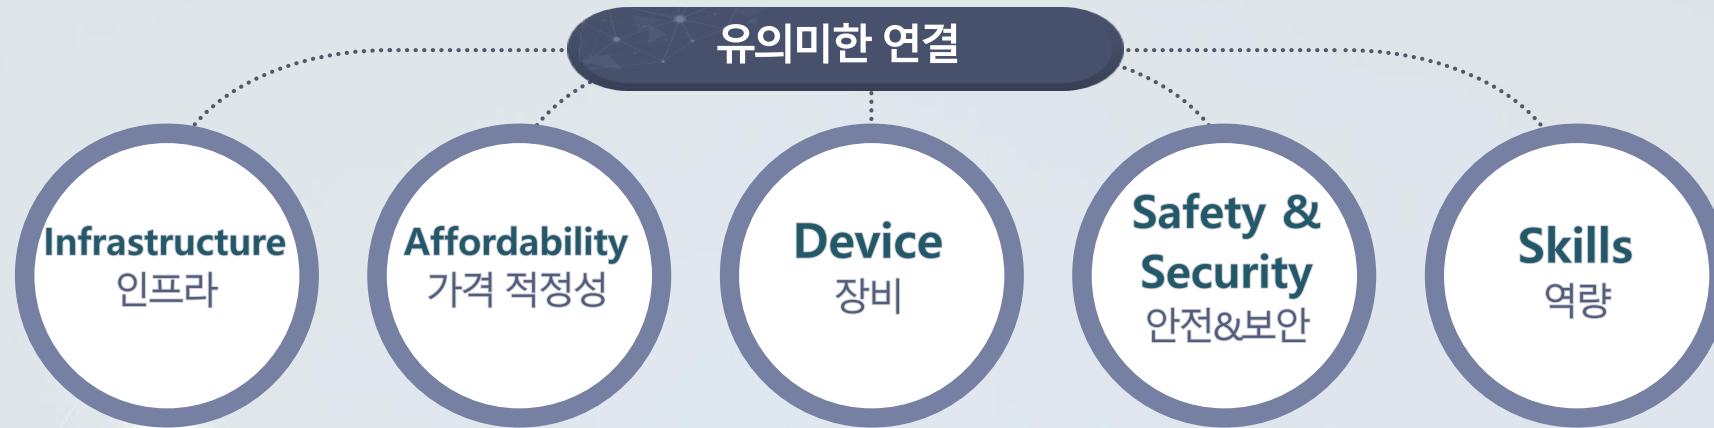 유의미한 연결
Infrastructure
인프라
Affordability
가격 적정성
Device
장비
Safety &
Security
안전&보안
Skills
역량